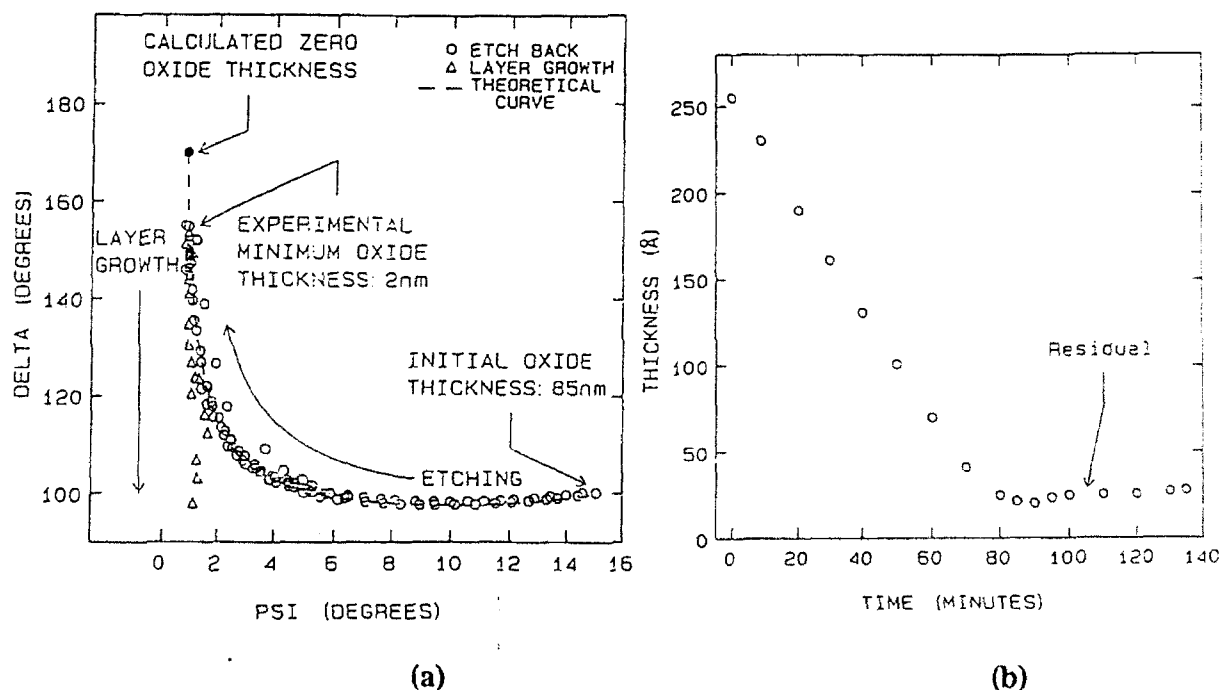 CALCULATED ZERO
OXIDE THICKNESS
ETCH BACK
LAYER GROWTH
THEORETICAL
CURVE
180
160
140
120
100
DELTA (DEGREES)
LAYER
GROWTH
EXPERIMENTAL
MINIMUM OXIDE
THICKNESS: 2nm
INITIAL OXIDE
THICKNESS: 85nm
ETCHING
0 2 4 6 8 10 12 14 16
PSI (DEGREES)
(a)
250
200
150
100
50
0
THICKNESS (Å)
Residual
0 20 40 60 80 100 120 140
TIME (MINUTES)
(b)